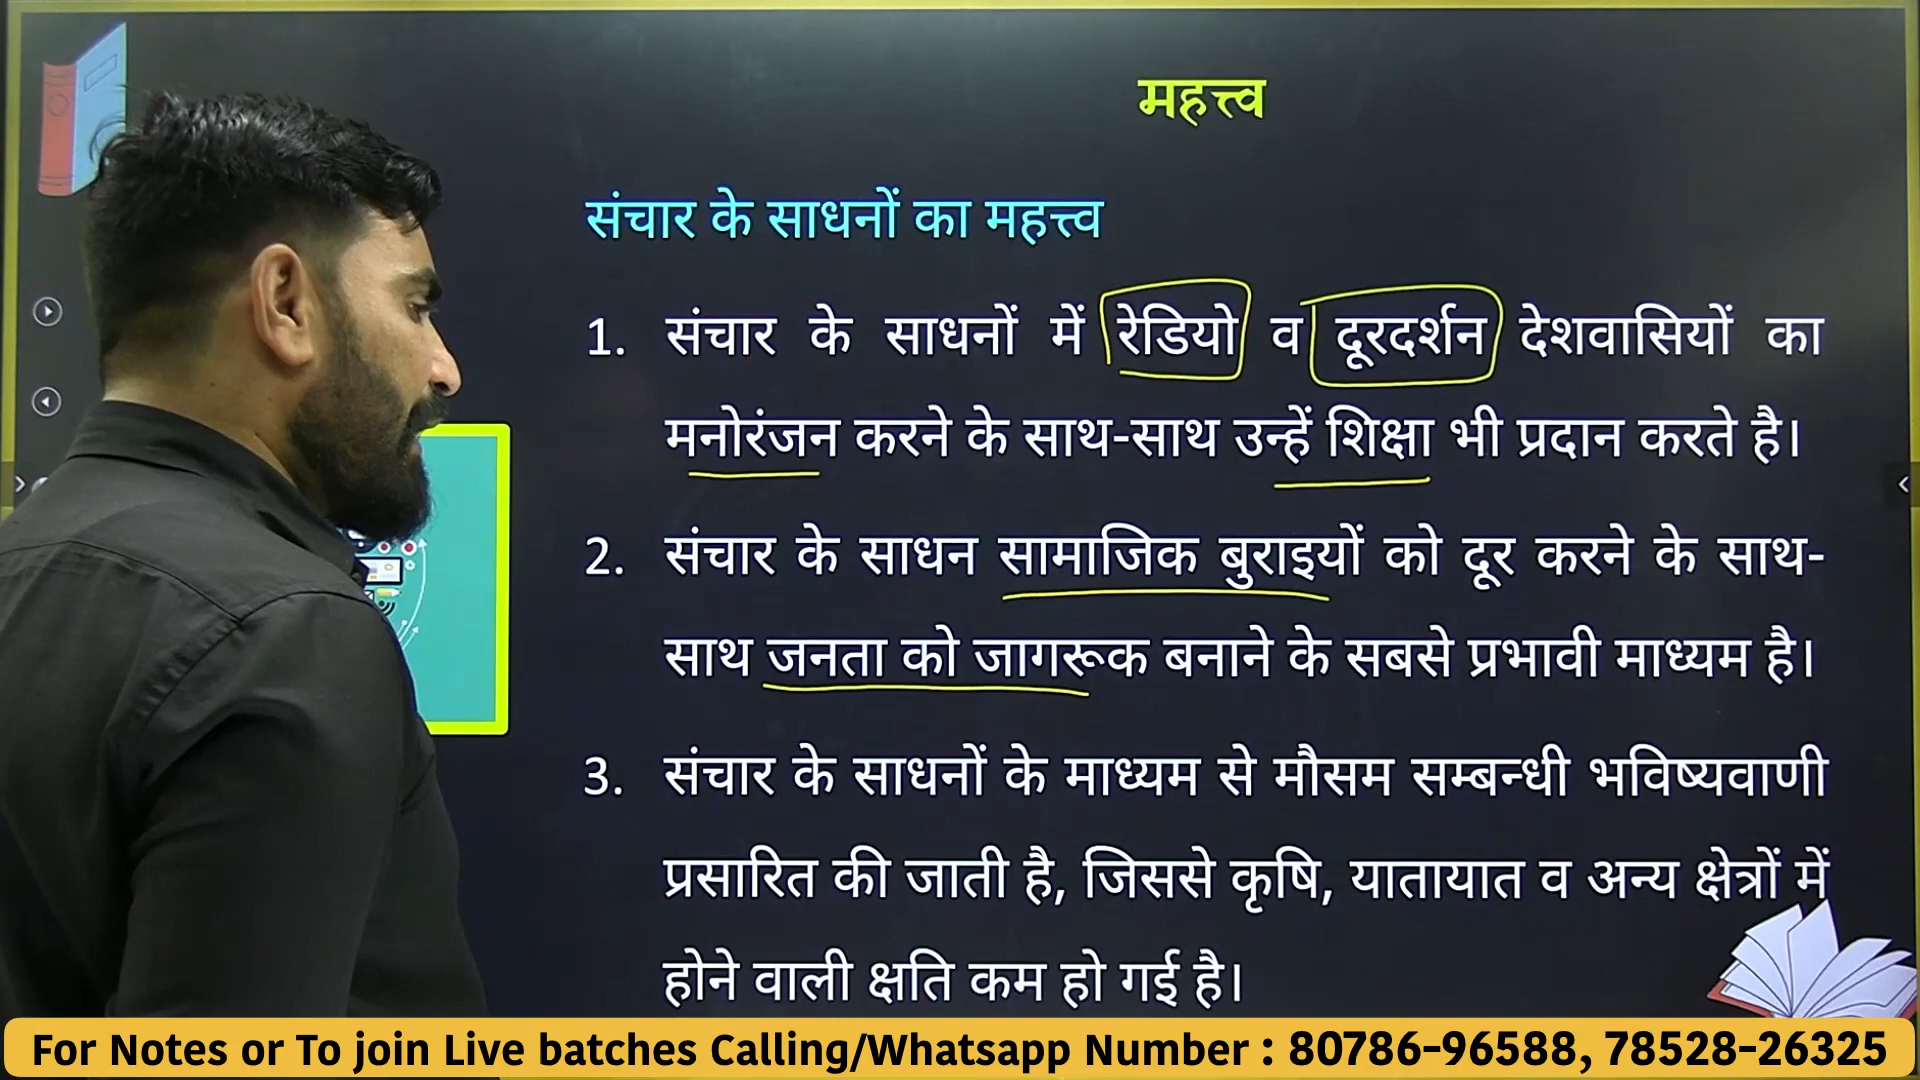 महत्त्व
संचार के साधनों का महत्त्व
1. संचार के साधनों में रेडियो व दूरदर्शन देशवासियों का
मनोरंजन करने के साथ-साथ उन्हें शिक्षा भी प्रदान करते है।
2. संचार के साधन सामाजिक बुराइयों को दूर करने के साथ-
साथ जनता को जागरूक बनाने के सबसे प्रभावी माध्यम है।
3. संचार के साधनों के माध्यम से मौसम सम्बन्धी भविष्यवाणी
प्रसारित की जाती है, जिससे कृषि, यातायात व अन्य क्षेत्रों में
होने वाली क्षति कम हो गई है।
For Notes or To join Live batches Calling/Whatsapp Number : 80786-96588, 78528-26325